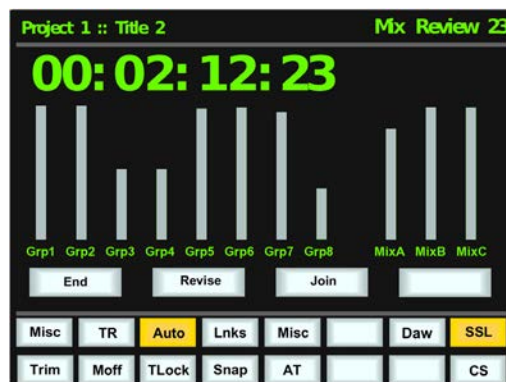 Project 1 :: Title 2 Mix Review 23
00:02:12:23
Grp1 Grp2 Grp3 Grp4 Grp5 Grp6 Grp7 Grp8 MixA MixB MixC
End Revise Join
Misc TR Auto Lnks Misc Daw SSL
Trim Moff TLock Snap AT CS